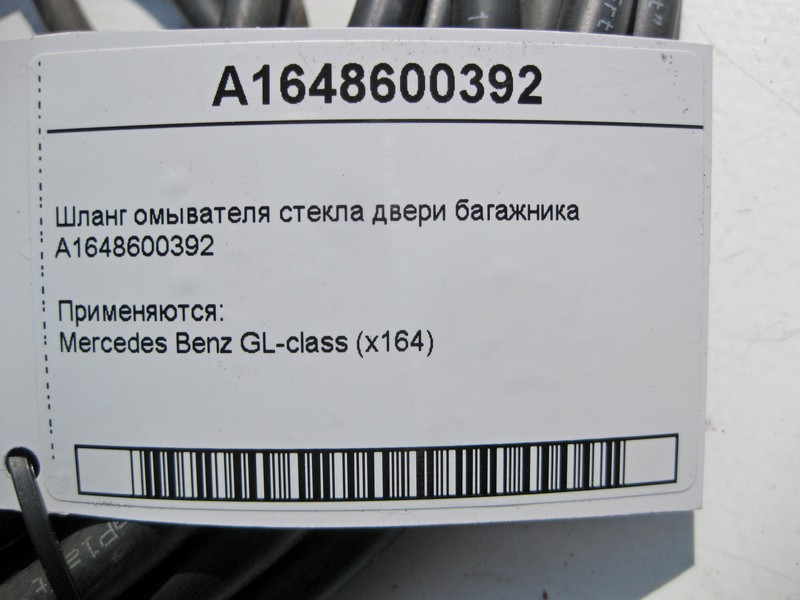 A1648600392
Шланг омывателя стекла двери багажника
A1648600392
Применяются:
Mercedes Benz GL-class (x164)